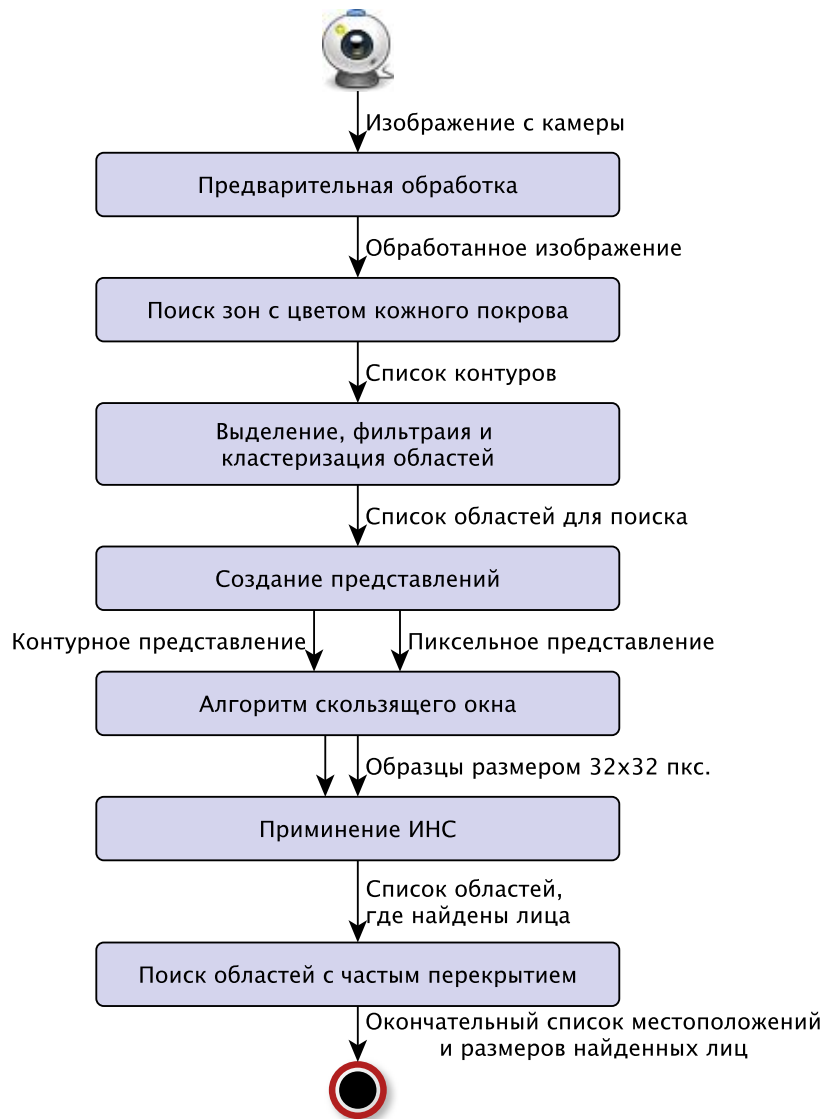 Изображение с камеры
Предварительная обработка
Обработанное изображение
Поиск зон с цветом кожного покрова
Список контуров
Выделение, фильтраия и
кластеризация областей
Список областей для поиска
Создание представлений
Контурное представление
Пиксельное представление
Алгоритм скользящего окна
Образцы размером 32x32 пкс.
Приминение ИНС
Список областей,
где найдены лица
Поиск областей с частым перекрытием
Окончательный список местоположений
и размеров найденных лиц